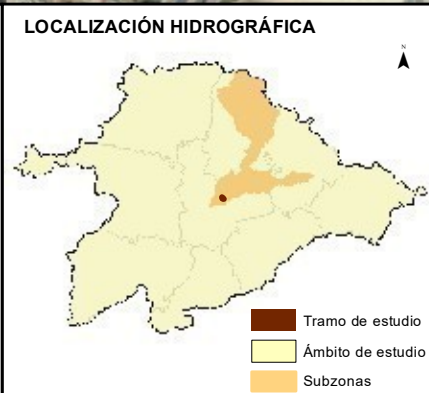 LOCALIZACIÓN HIDROGRÁFICA
N
Tramo de estudio
Ámbito de estudio
Subzonas